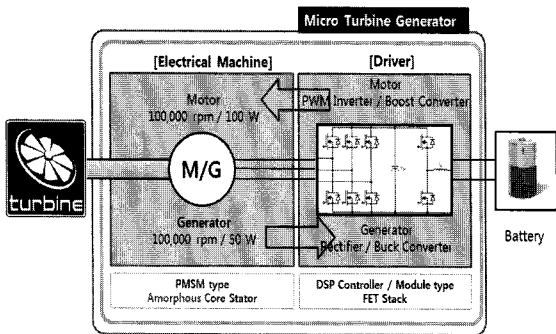 Micro Turbine Generator
[Electrical Machine]
[Driver]
Motor
100,000 rpm / 100 W
Motor
PWM Inverter / Boost Converter
M/G
turbine
Generator
100,000 rpm / 50 W
Generator
Rectifier / Buck Converter
Battery
PMSM type
Amorphous Core Stator
DSP Controller / Module type
FET Stack